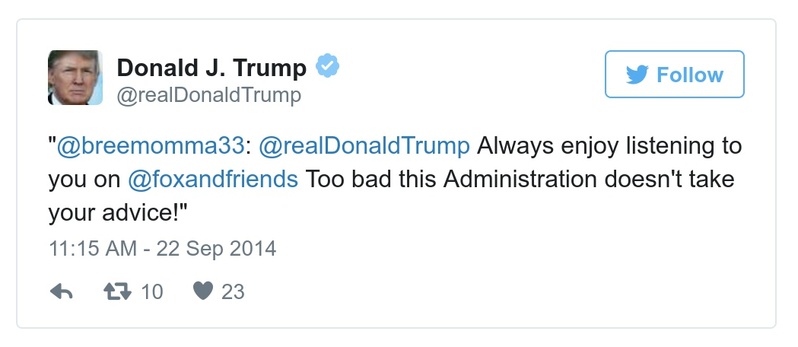 Donald J. Trump
@realDonaldTrump
Follow
"@breemomma33: @realDonaldTrump Always enjoy listening to
you on @foxandfriends Too bad this Administration doesn't take
your advice!"
11:15 AM - 22 Sep 2014
10 23